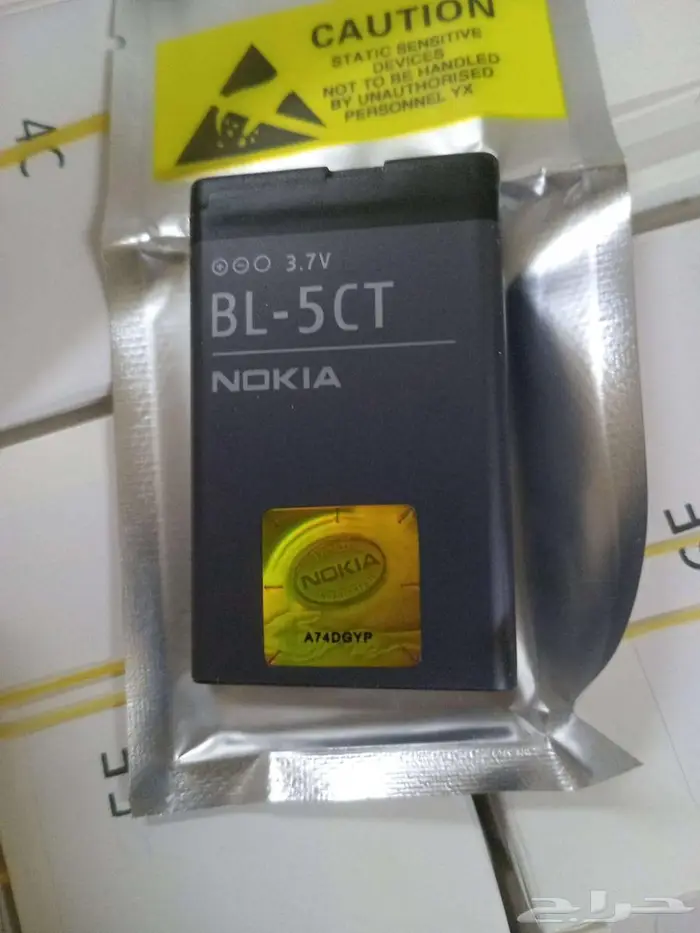 CAUTION
STATIC SENSITIVE
DEVICES
NOT TO BE HANDLED
BY UNAUTHORISED
PERSONNEL YX
4C
3.7V
BL-5CT
NOKIA
NOKIA
A74DGYP
حراج